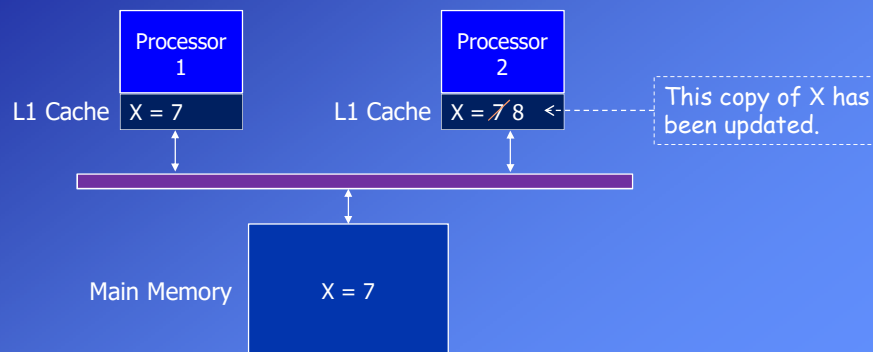 Processor
1
Processor
2
L1 Cache
X = 7
L1 Cache
X = 7 8
This copy of X has
been updated.
Main Memory
X = 7